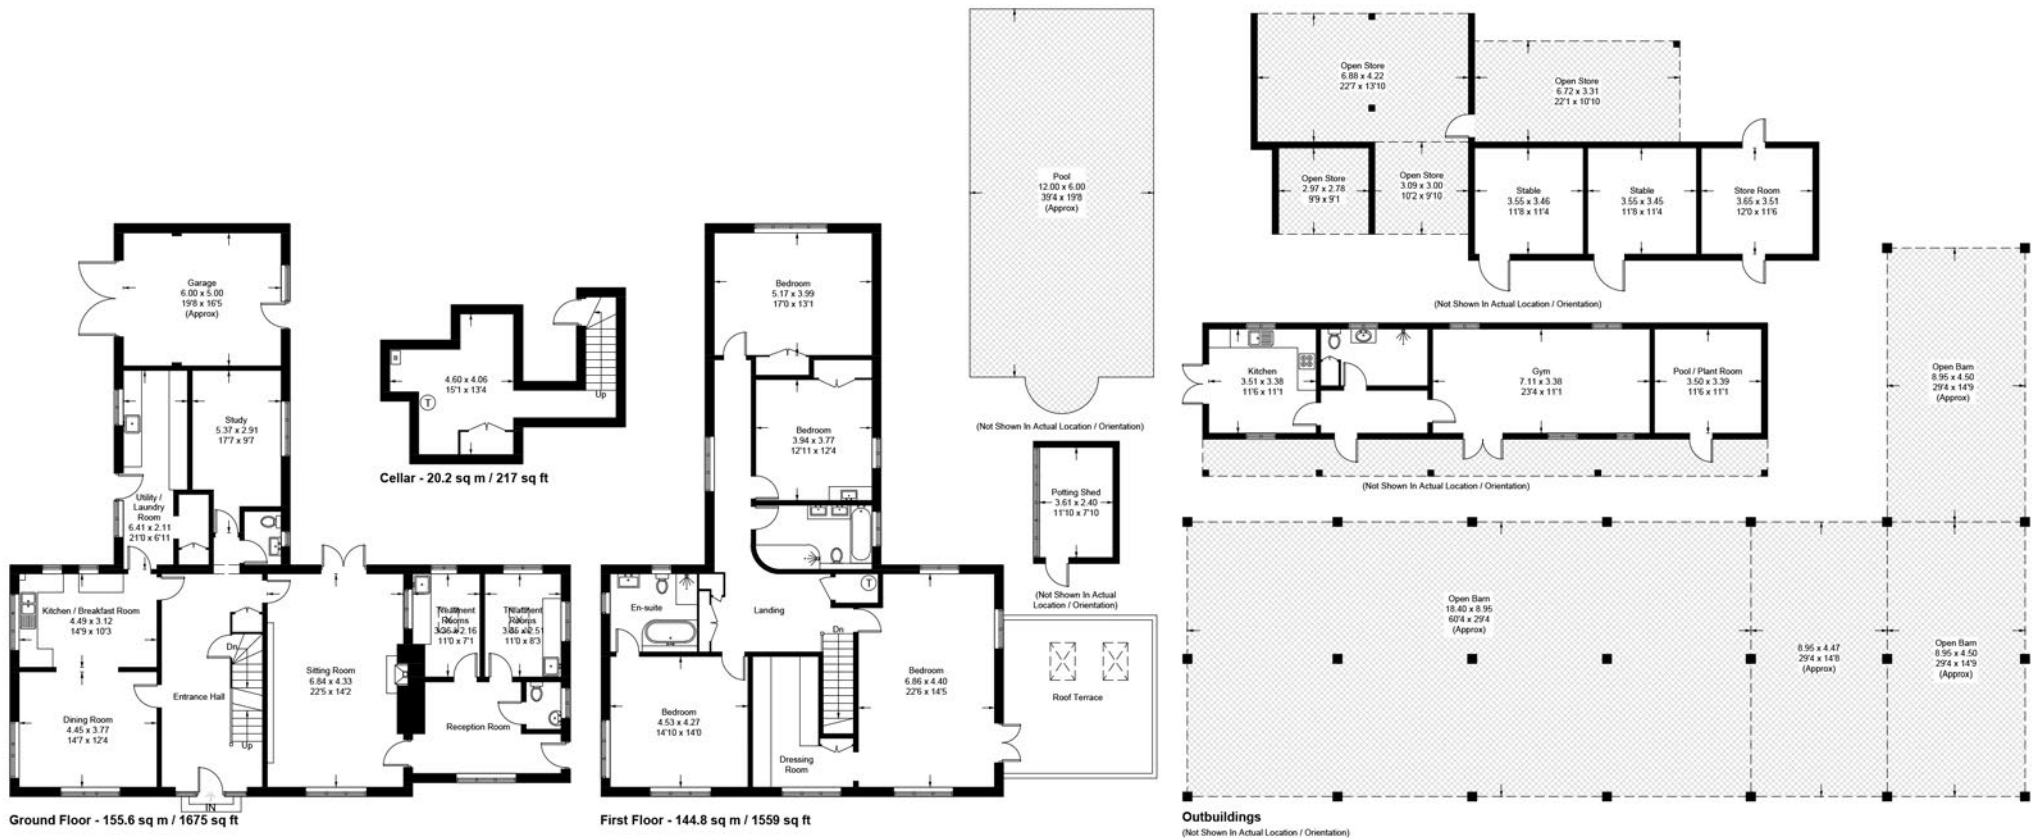 Garage
6.00 x 5.00
19'8 x 16'5
(Approx)
Study
5.37 x 2.91
17'7 x 9'7
Utility /
Laundry
Room
6.41 x 2.11
21'0 x 6'11
Kitchen / Breakfast Room
4.49 x 3.12
14'9 x 10'3
Dining Room
4.45 x 3.77
14'7 x 12'4
Entrance Hall
Dn
Up
IN
Sitting Room
6.84 x 4.33
22'5 x 14'2
Treatment
Rooms
3.35 x 2.16
11'0 x 7'1
Treatment
Rooms
3.35 x 2.51
11'0 x 8'3
Reception Room
Ground Floor - 155.6 sq m / 1675 sq ft
4.60 x 4.06
15'1 x 13'4
T
Up
Cellar - 20.2 sq m / 217 sq ft
Bedroom
5.17 x 3.99
17'0 x 13'1
Bedroom
3.94 x 3.77
12'11 x 12'4
En-suite
Landing
T
Dn
Bedroom
4.53 x 4.27
14'10 x 14'0
Dressing
Room
Bedroom
6.86 x 4.40
22'6 x 14'5
Roof Terrace
First Floor - 144.8 sq m / 1559 sq ft
Pool
12.00 x 6.00
39'4 x 19'8
(Approx)
(Not Shown In Actual Location / Orientation)
Potting Shed
3.61 x 2.40
11'10 x 7'10
(Not Shown In Actual
Location / Orientation)
Open Store
6.88 x 4.22
22'7 x 13'10
Open Store
6.72 x 3.31
22'1 x 10'10
Open Store
2.97 x 2.78
9'9 x 9'1
Open Store
3.09 x 3.00
10'2 x 9'10
Stable
3.55 x 3.46
11'8 x 11'4
Stable
3.55 x 3.45
11'8 x 11'4
Store Room
3.65 x 3.51
12'0 x 11'6
(Not Shown In Actual Location / Orientation)
Kitchen
3.51 x 3.38
11'6 x 11'1
Gym
7.11 x 3.38
23'4 x 11'1
Pool / Plant Room
3.50 x 3.39
11'6 x 11'1
(Not Shown In Actual Location / Orientation)
Open Barn
8.95 x 4.50
29'4 x 14'9
(Approx)
Open Barn
18.40 x 8.95
60'4 x 29'4
(Approx)
8.95 x 4.47
29'4 x 14'8
(Approx)
Open Barn
8.95 x 4.50
29'4 x 14'9
(Approx)
Outbuildings
(Not Shown In Actual Location / Orientation)